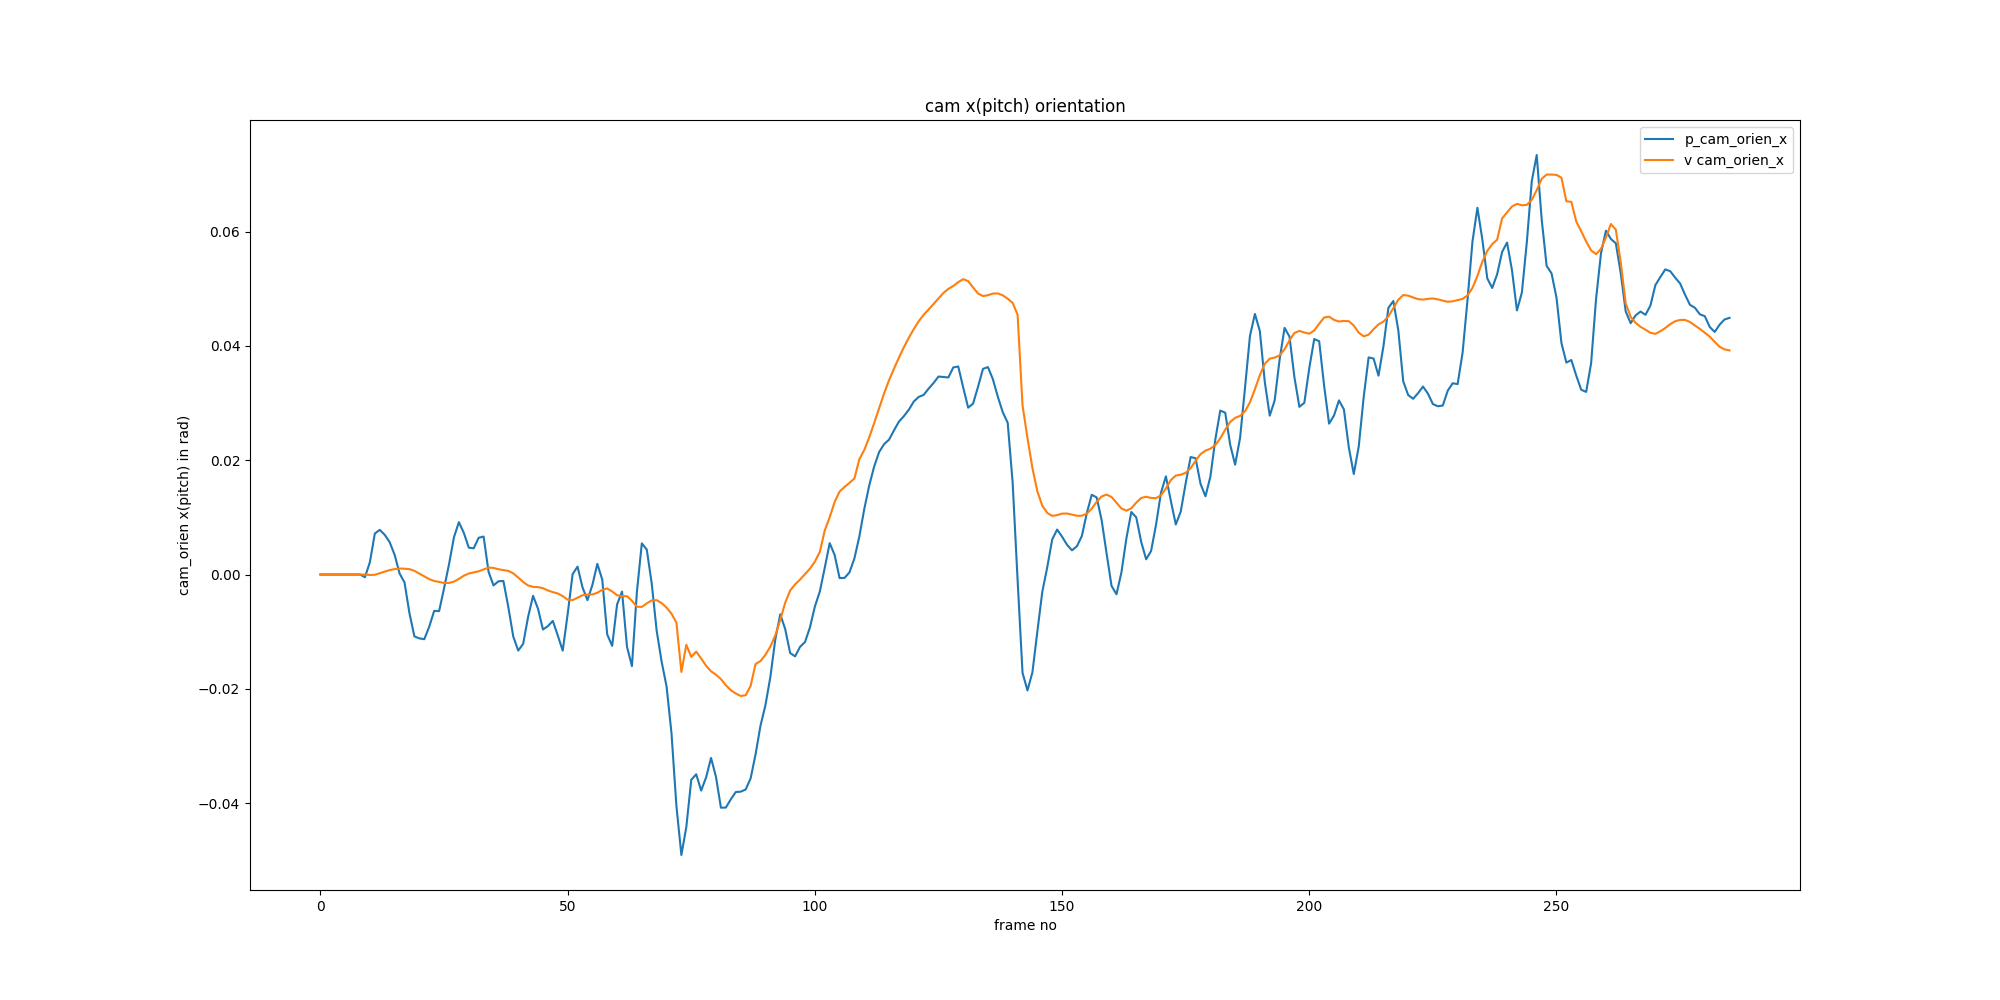 cam x(pitch) orientation
p_cam_orien_x
v cam_orien_x
0.06
0.04
0.02
0.00
−0.02
−0.04
cam_orien x(pitch) in rad)
0 50 100 150 200 250
frame no